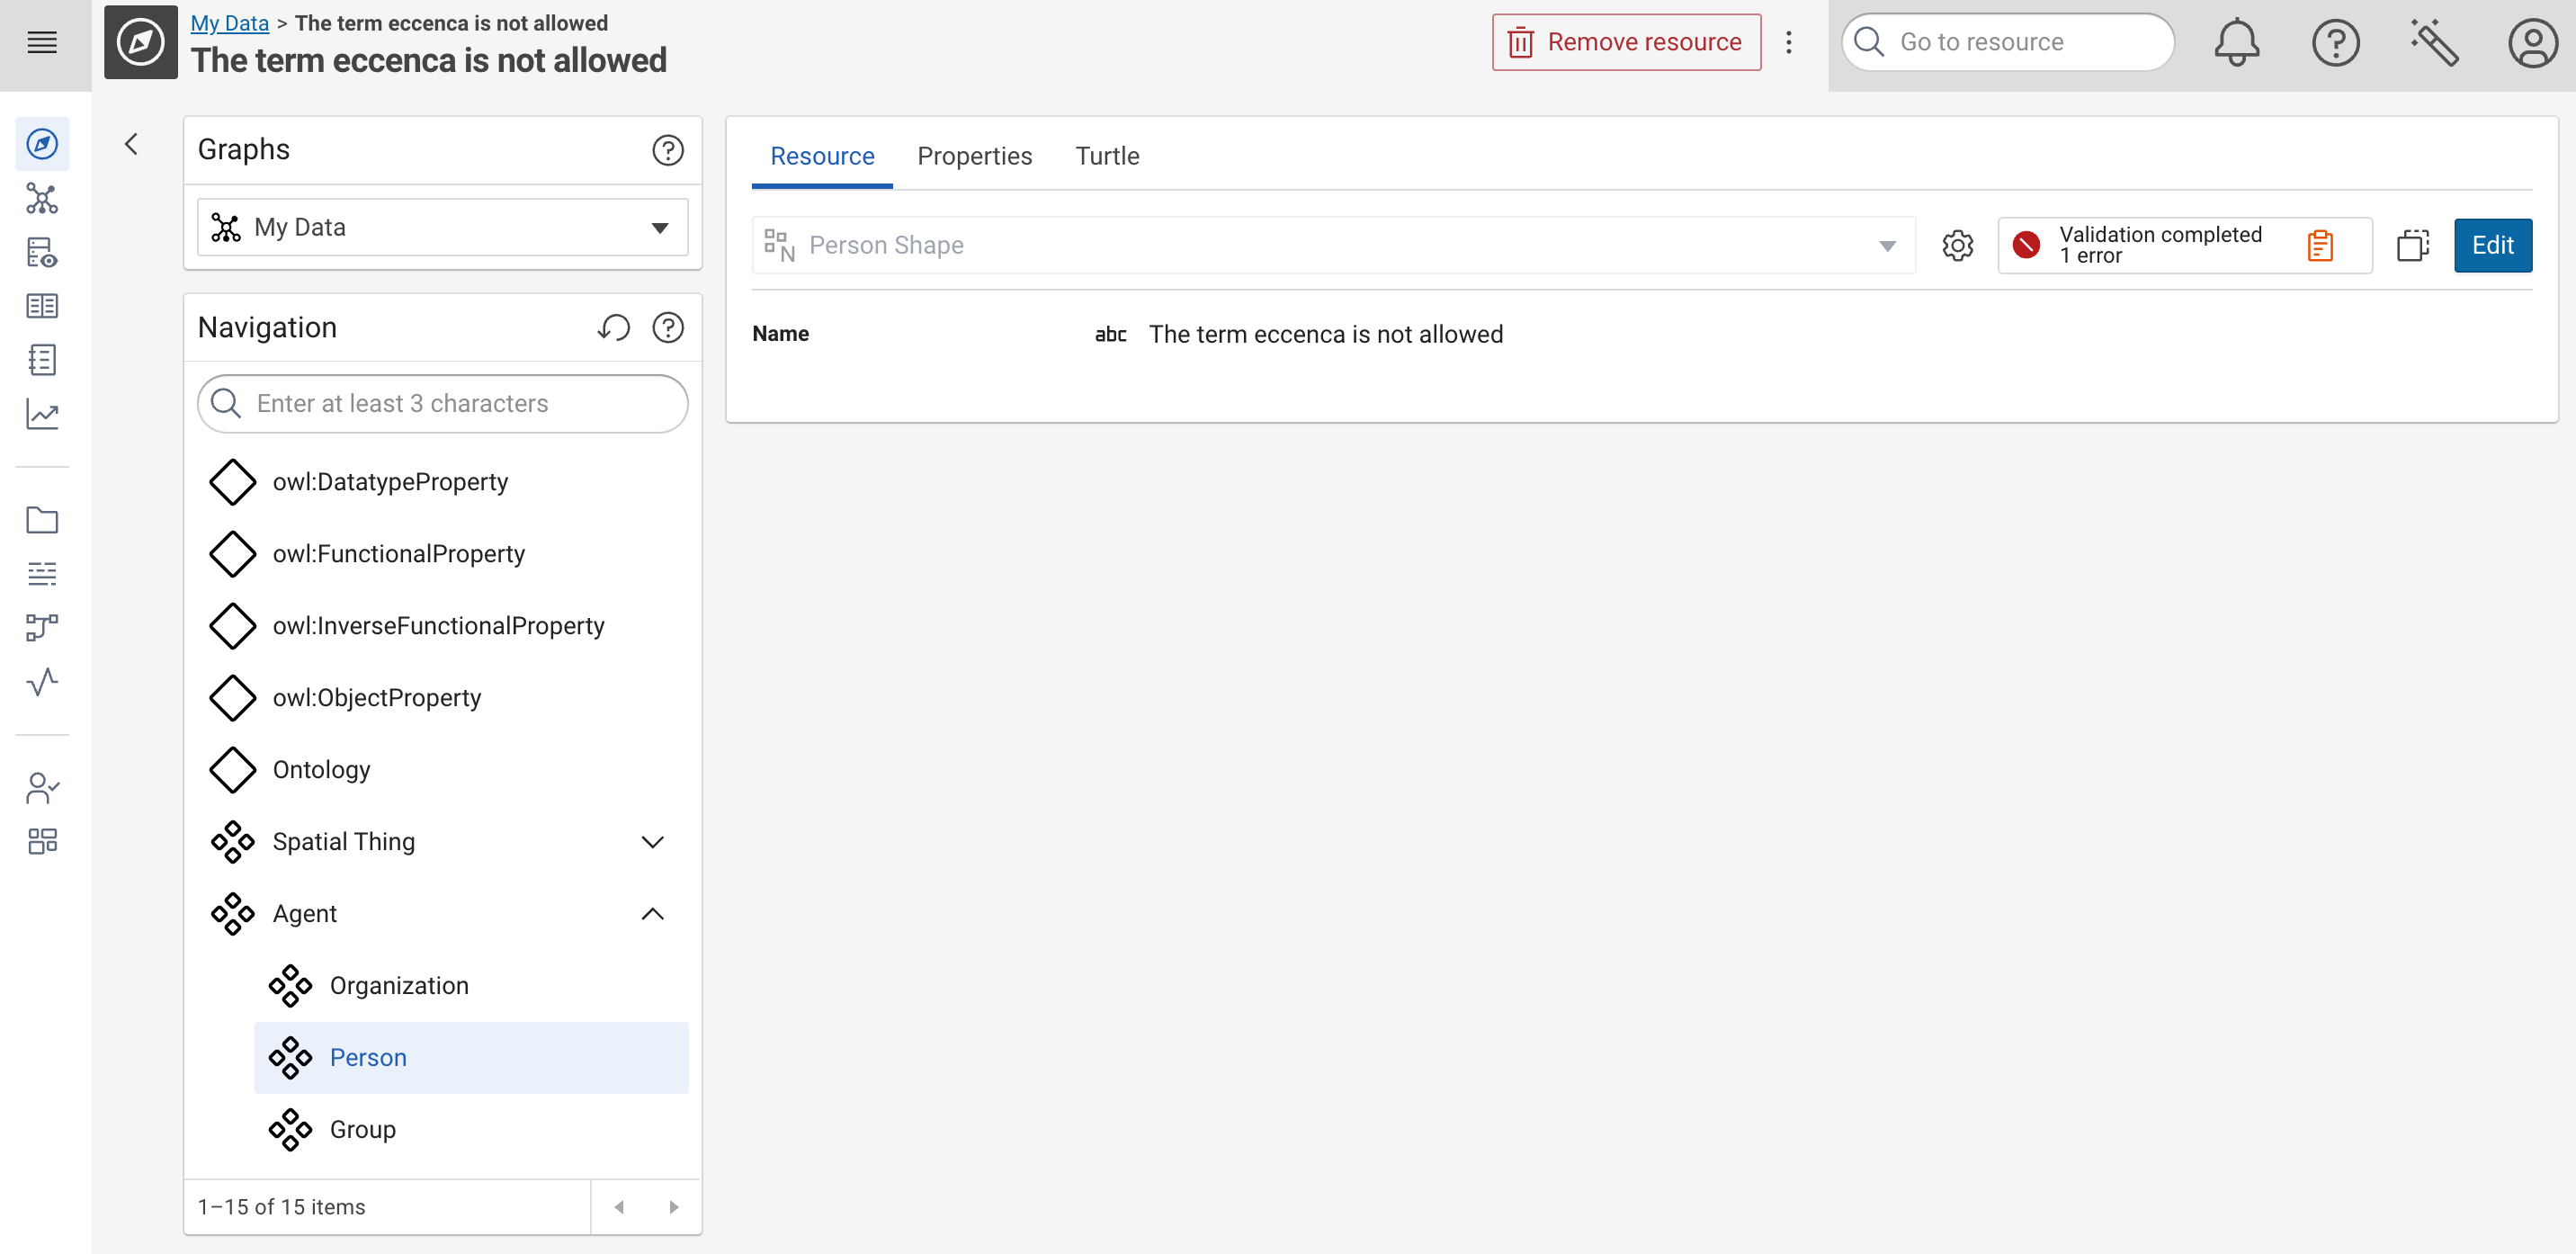 My Data > The term eccenca is not allowed
The term eccenca is not allowed
Remove resource
Go to resource
Graphs
My Data
Navigation
Enter at least 3 characters
owl:DatatypeProperty
owl:FunctionalProperty
owl:InverseFunctionalProperty
owl:ObjectProperty
Ontology
Spatial Thing
Agent
Organization
Person
Group
1–15 of 15 items
Resource Properties Turtle
N Person Shape
Validation completed
1 error
Edit
Name abc The term eccenca is not allowed